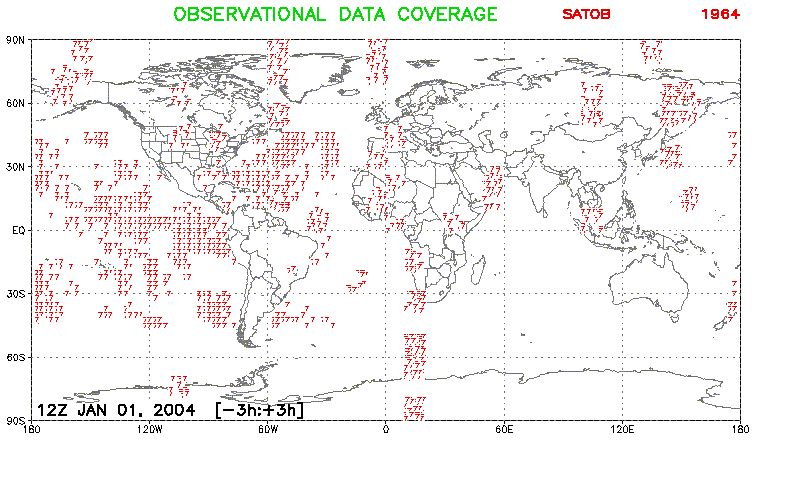 OBSERVATIONAL DATA COVERAGE SATOB 1964
90N
60N
30N
EQ
30S
60S
12Z JAN 01, 2004 [-3h:+3h]
90S
180 120W 60W 0 60E 120E 180